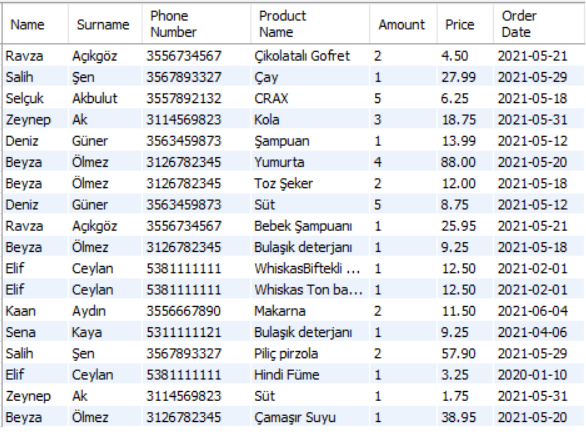 Name Surname Phone Number Product Name Amount Price Order Date
Ravza Açıkgöz 3556734567 Çikolatalı Gofret 2 4.50 2021-05-21
Salih Şen 3567893327 Çay 1 27.99 2021-05-29
Selçuk Akbulut 3557892132 CRAX 5 6.25 2021-05-18
Zeynep Ak 3114569823 Kola 3 18.75 2021-05-31
Deniz Güner 3563459873 Şampuan 1 13.99 2021-05-12
Beyza Ölmez 3126782345 Yumurta 4 88.00 2021-05-20
Beyza Ölmez 3126782345 Toz Şeker 2 12.00 2021-05-18
Deniz Güner 3563459873 Süt 5 8.75 2021-05-12
Ravza Açıkgöz 3556734567 Bebek Şampuanı 1 25.95 2021-05-21
Beyza Ölmez 3126782345 Bulaşık deterjanı 1 9.25 2021-05-18
Elif Ceylan 5381111111 WhiskasBiftekli ... 1 12.50 2021-02-01
Elif Ceylan 5381111111 Whiskas Ton ba... 1 12.50 2021-02-01
Kaan Aydın 3556667890 Makarna 2 11.50 2021-06-04
Sena Kaya 5311111121 Bulaşık deterjanı 1 9.25 2021-04-06
Salih Şen 3567893327 Piliç pirzola 2 57.90 2021-05-29
Elif Ceylan 5381111111 Hindi Füme 1 3.25 2020-01-10
Zeynep Ak 3114569823 Süt 1 1.75 2021-05-31
Beyza Ölmez 3126782345 Çamaşır Suyu 1 38.95 2021-05-20